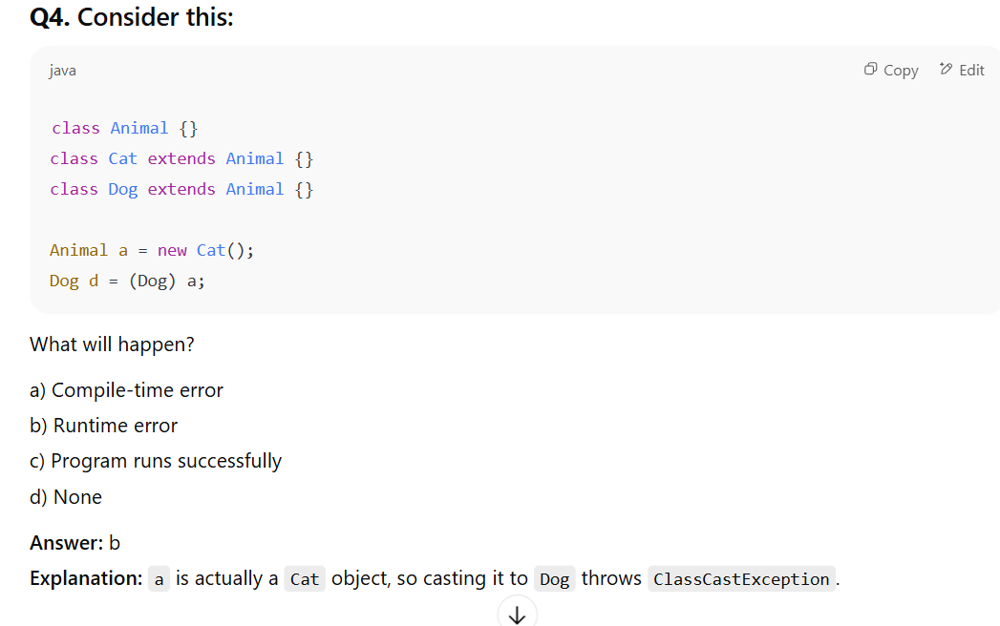 Q4. Consider this:
java Copy Edit
class Animal {}
class Cat extends Animal {}
class Dog extends Animal {}
Animal a = new Cat();
Dog d = (Dog) a;
What will happen?
a) Compile-time error
b) Runtime error
c) Program runs successfully
d) None
Answer: b
Explanation: a is actually a Cat object, so casting it to Dog throws ClassCastException.